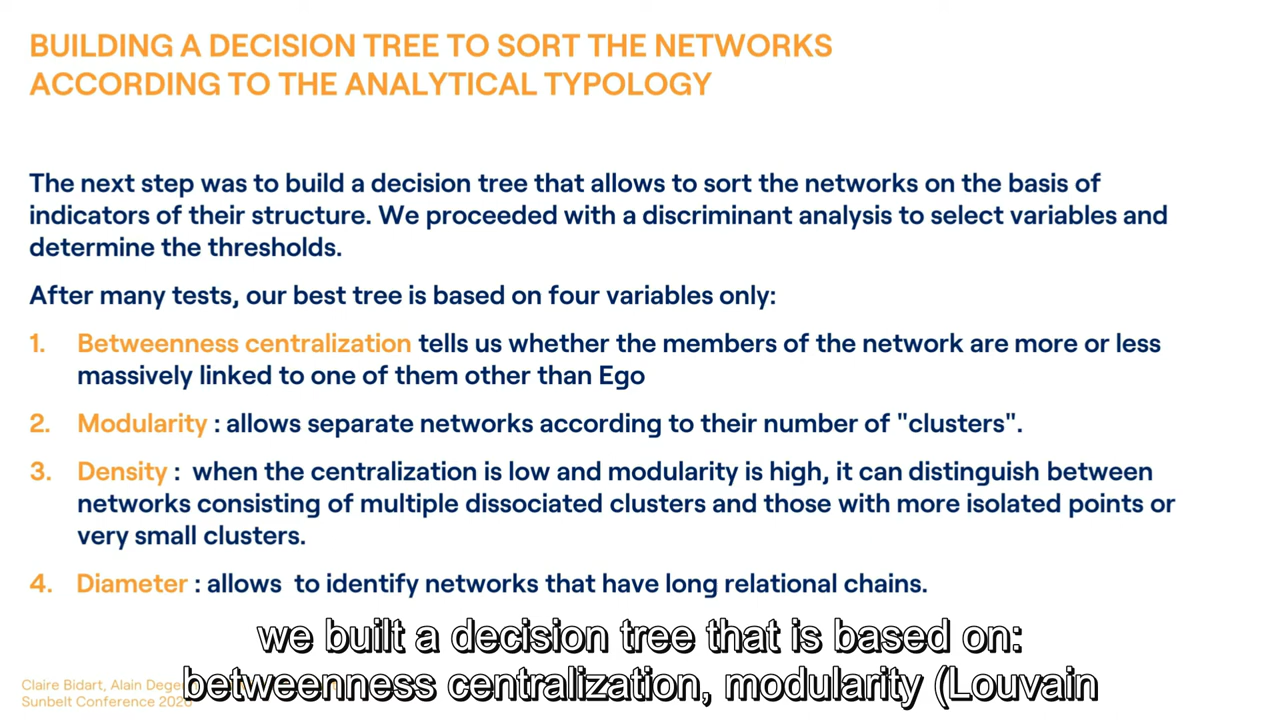 BUILDING A DECISION TREE TO SORT THE NETWORKS
ACCORDING TO THE ANALYTICAL TYPOLOGY
The next step was to build a decision tree that allows to sort the networks on the basis of
indicators of their structure. We proceeded with a discriminant analysis to select variables and
determine the thresholds.
After many tests, our best tree is based on four variables only:
1. Betweenness centralization tells us whether the members of the network are more or less
massively linked to one of them other than Ego
2. Modularity : allows separate networks according to their number of "clusters".
3. Density : when the centralization is low and modularity is high, it can distinguish between
networks consisting of multiple dissociated clusters and those with more isolated points or
very small clusters.
4. Diameter : allows to identify networks that have long relational chains.
we built a decision tree that is based on:
betweenness centralization, modularity (Louvain
Claire Bidart, Alain
Sunbelt Conference